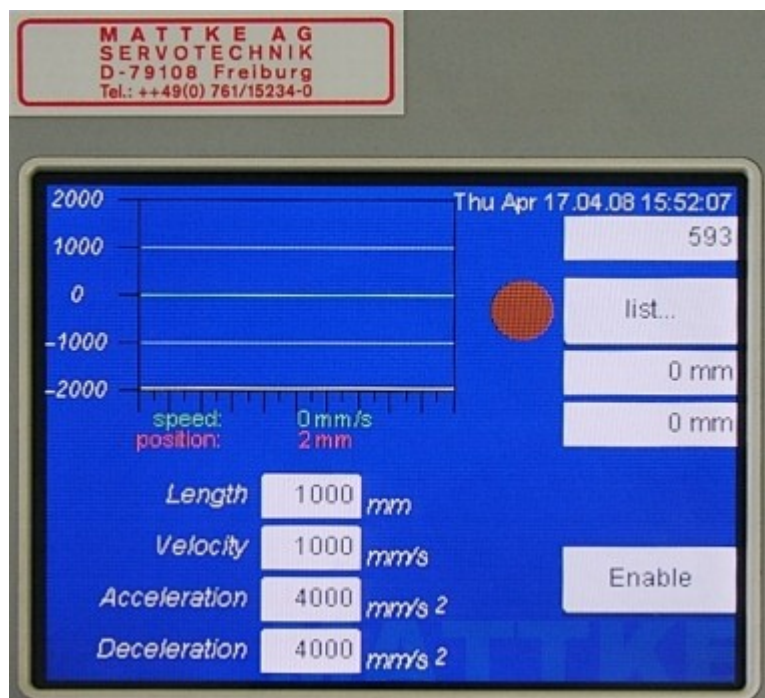 MATTKE AG
SERVOTECHNIK
D-79108 Freiburg
Tel.: ++49(0) 761/15234-0
2000
Thu Apr 17.04.08 15:52:07
593
1000
0
list...
-1000
0 mm
-2000
0 mm
speed: 0 mm/s
position: 2 mm
Length 1000 mm
Velocity 1000 mm/s
Enable
Acceleration 4000 mm/s 2
Deceleration 4000 mm/s 2
MATTKE